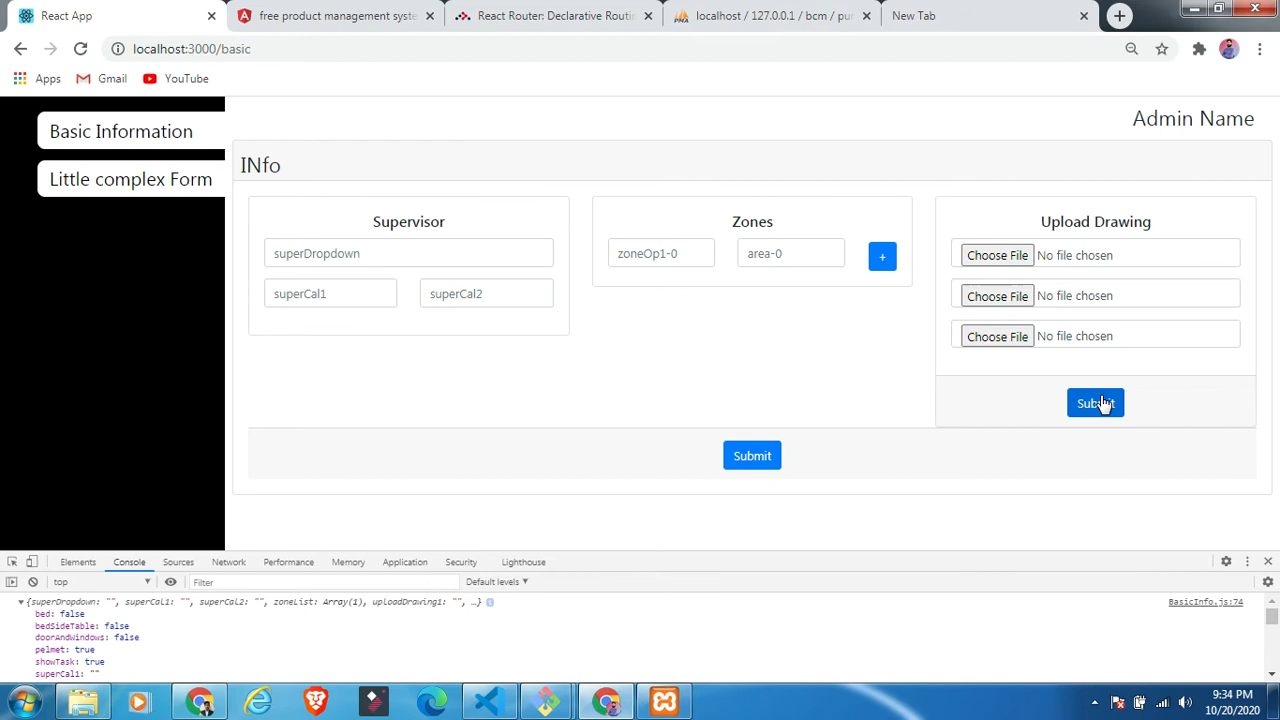 React App
free product management syste
React Router: Declarative Routin
localhost / 127.0.0.1 / bcm / pur
New Tab
localhost:3000/basic
Apps
Gmail
YouTube
Admin Name
Basic Information
Little complex Form
INfo
Supervisor
Zones
Upload Drawing
superDropdown
zoneOp1-0
area-0
+
Choose File No file chosen
superCal1
superCal2
Choose File No file chosen
Choose File No file chosen
Submit
Submit
Elements
Console
Sources
Network
Performance
Memory
Application
Security
Lighthouse
top
Filter
Default levels
{superDropdown: "", superCal1: "", superCal2: "", zoneList: Array(1), uploadDrawing1: "", …}
BasicInfo.js:74
bed: false
bedSideTable: false
doorAndWindows: false
pelmet: true
showTask: true
superCal1: ""
9:34 PM
10/20/2020